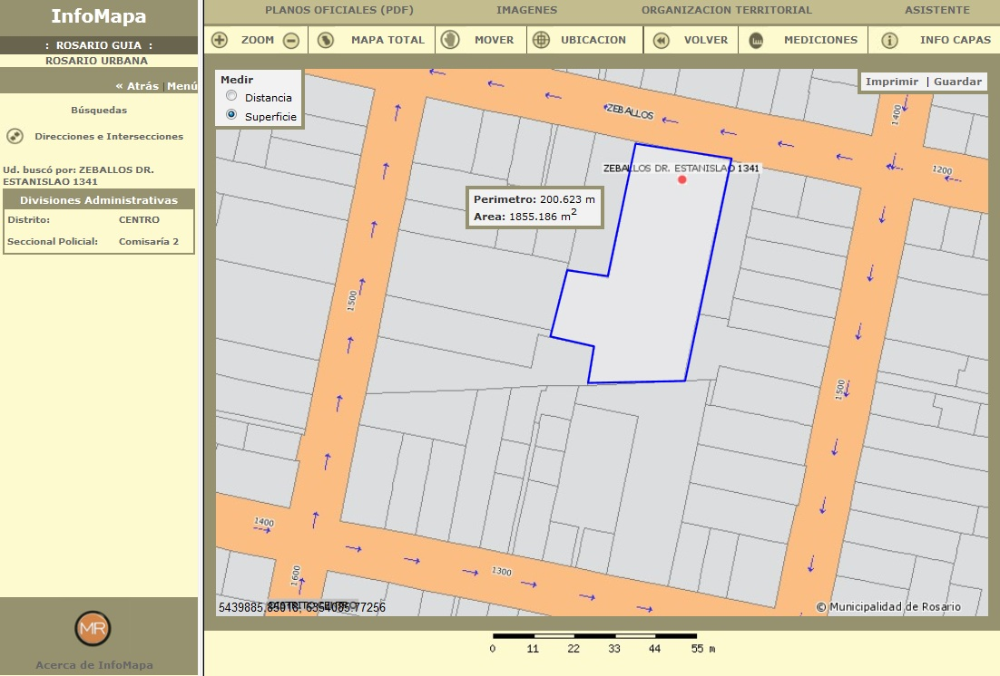 InfoMapa
: ROSARIO GUIA :
ROSARIO URBANA
« Atrás | Menú
Búsquedas
Direcciones e Intersecciones
Ud. buscó por: ZEBALLOS DR.
ESTANISLAO 1341
Divisiones Administrativas
Distrito: CENTRO
Seccional Policial: Comisaría 2
MR
Acerca de InfoMapa
PLANOS OFICIALES (PDF) IMAGENES ORGANIZACION TERRITORIAL ASISTENTE
ZOOM MAPA TOTAL MOVER UBICACION VOLVER MEDICIONES INFO CAPAS
Medir
Distancia
Superficie
Imprimir | Guardar
ZEBALLOS
1400
1200
ZEBALLOS DR. ESTANISLAO 1341
Perimetro: 200.623 m
Area: 1855.186 m2
1500
1500
1400
1300
1600
© Municipalidad de Rosario
0 11 22 33 44 55 m